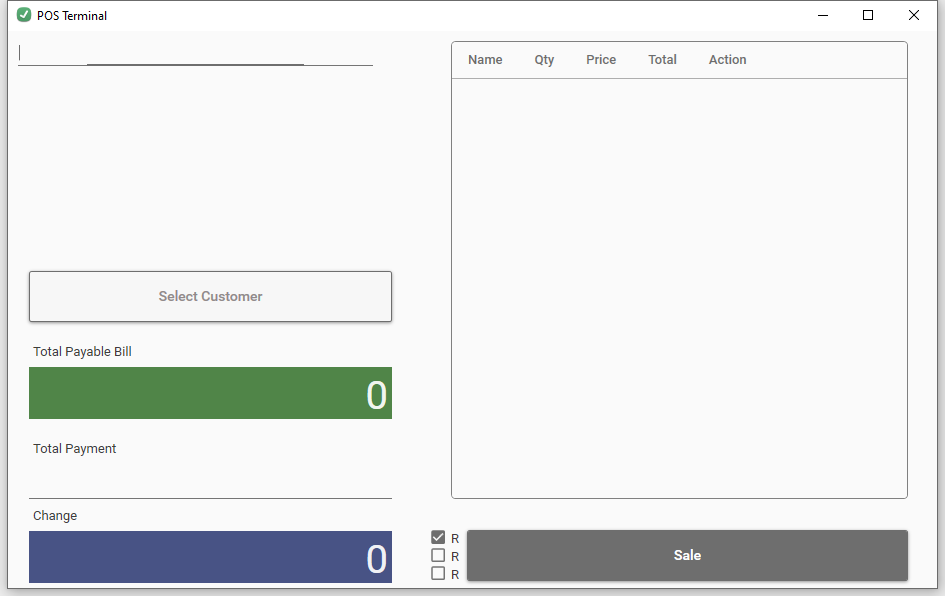 POS Terminal
Name Qty Price Total Action
Select Customer
Total Payable Bill
0
Total Payment
Change
0
R
R
R
Sale